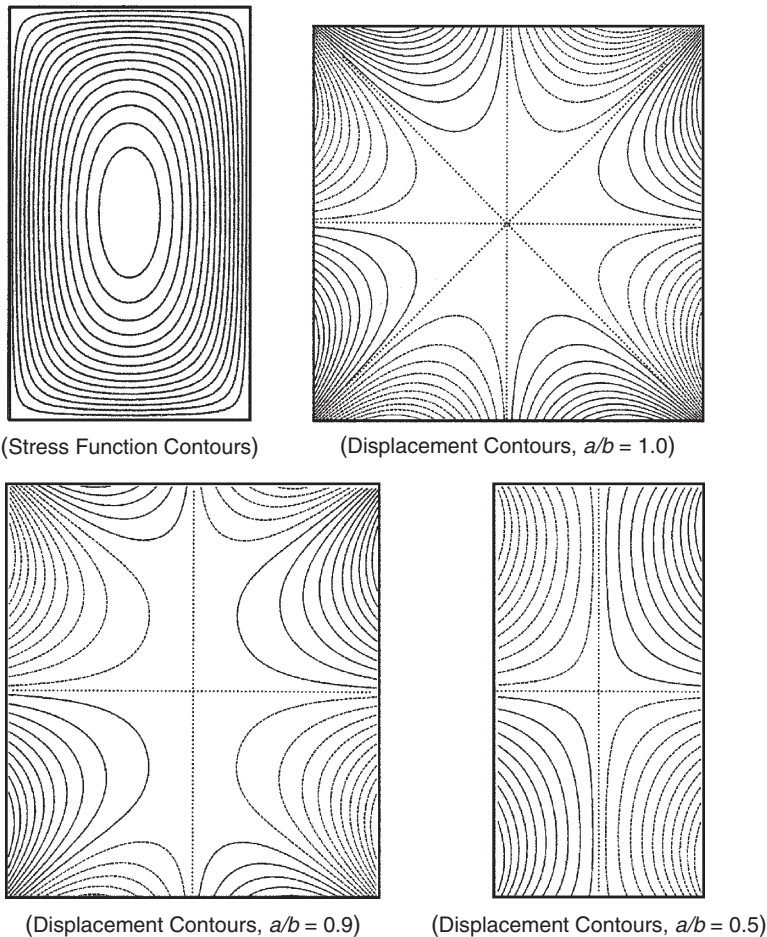 (Stress Function Contours)
(Displacement Contours, a/b = 1.0)
(Displacement Contours, a/b = 0.9)
(Displacement Contours, a/b = 0.5)